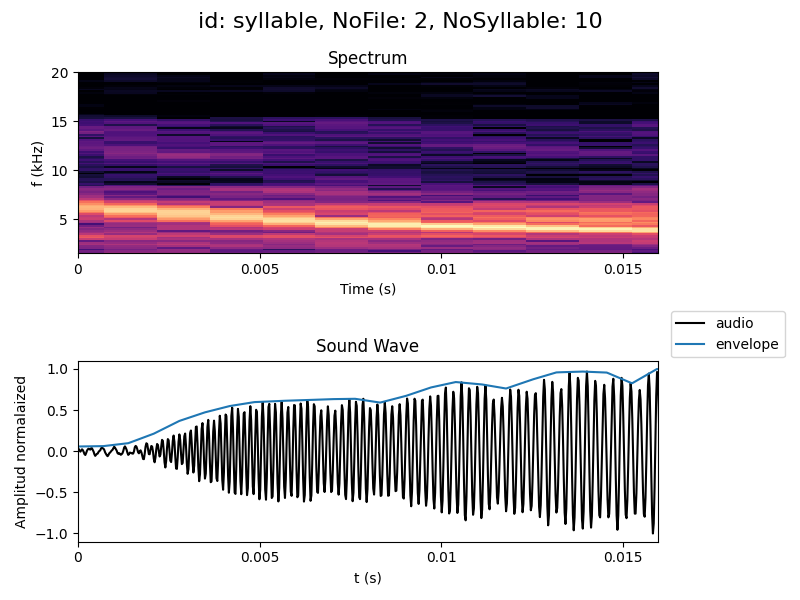 id: syllable, NoFile: 2, NoSyllable: 10
Spectrum
20
15
10
5
f (kHz)
0
0.005
0.01
0.015
Time (s)
audio
envelope
Sound Wave
1.0
0.5
0.0
−0.5
−1.0
Amplitud normalaized
0
0.005
0.01
0.015
t (s)